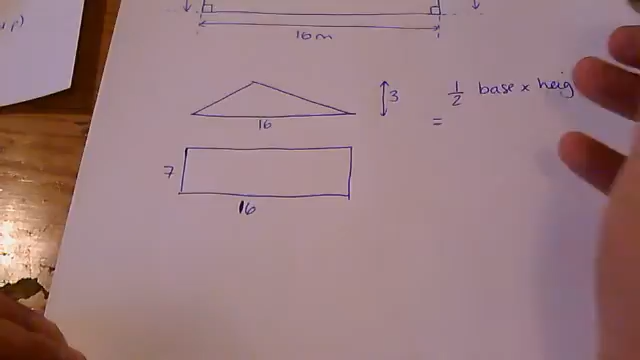 16m
3
½ base × heig
=
16
7
16